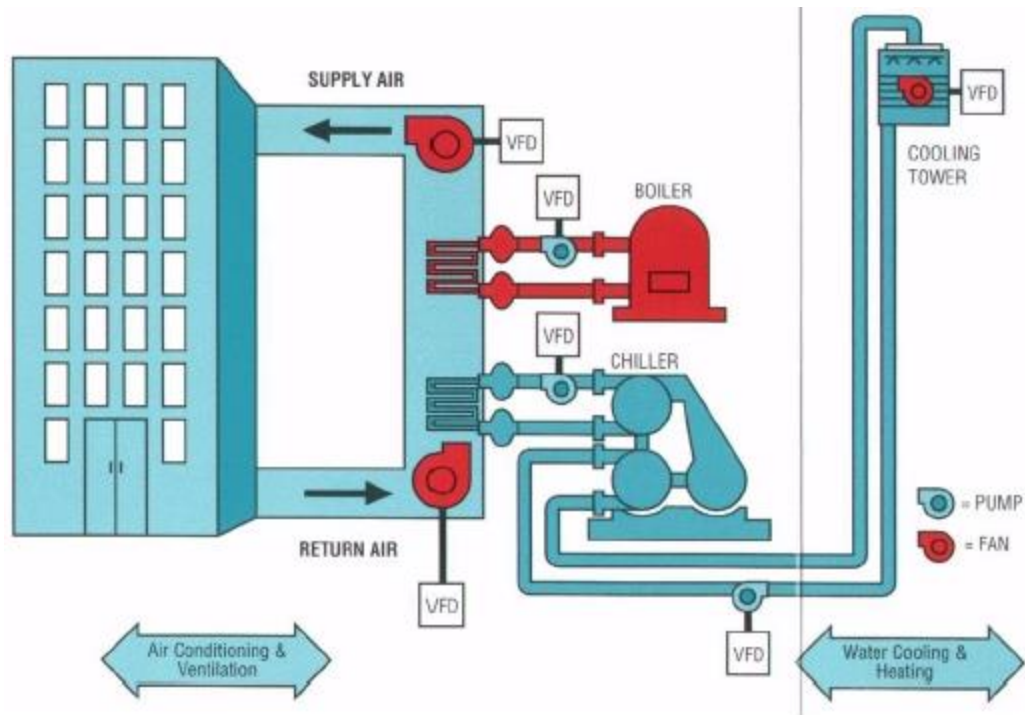 SUPPLY AIR
VFD
VFD
BOILER
VFD
COOLING
TOWER
VFD
CHILLER
RETURN AIR
VFD
= PUMP
= FAN
VFD
Air Conditioning &
Ventilation
Water Cooling &
Heating